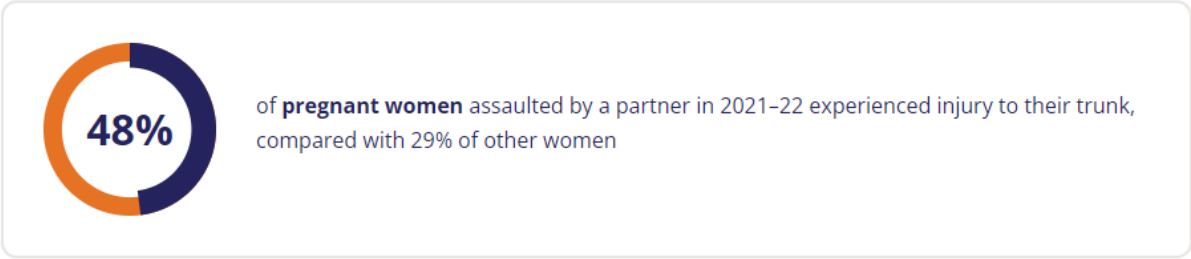 48%
of pregnant women assaulted by a partner in 2021–22 experienced injury to their trunk,
compared with 29% of other women